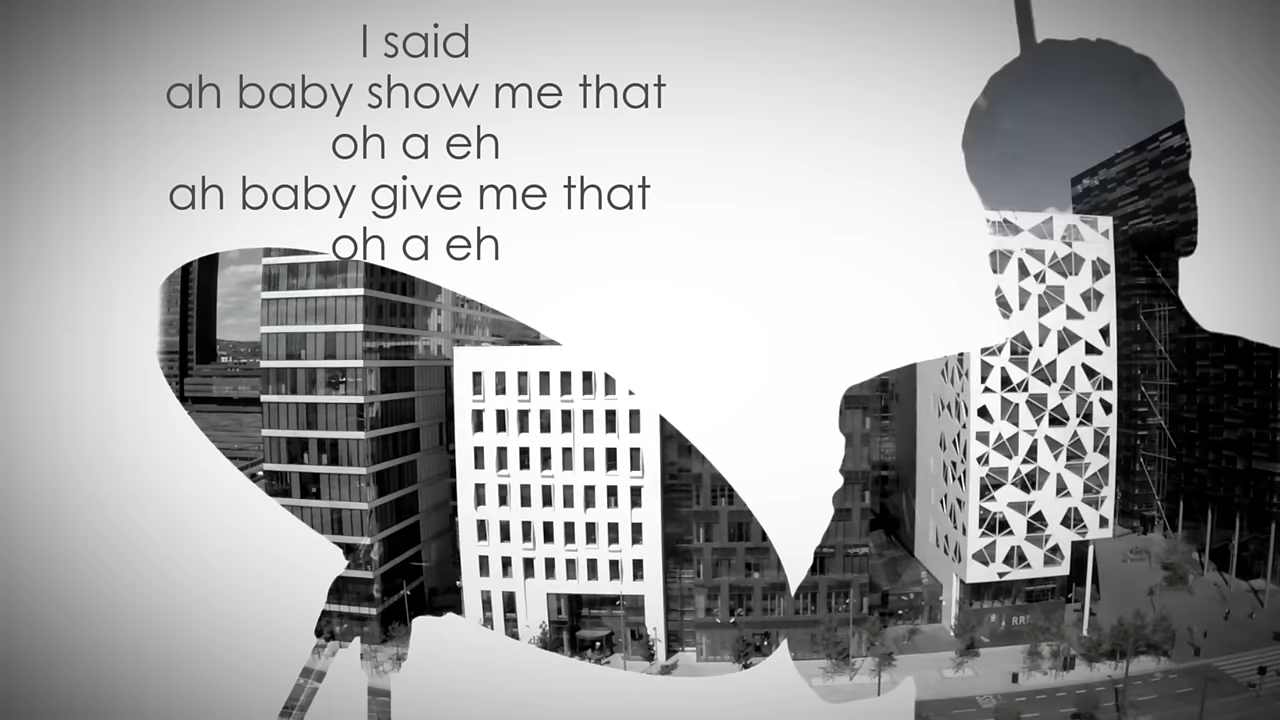 I said
ah baby show me that
oh a eh
ah baby give me that
oh a eh